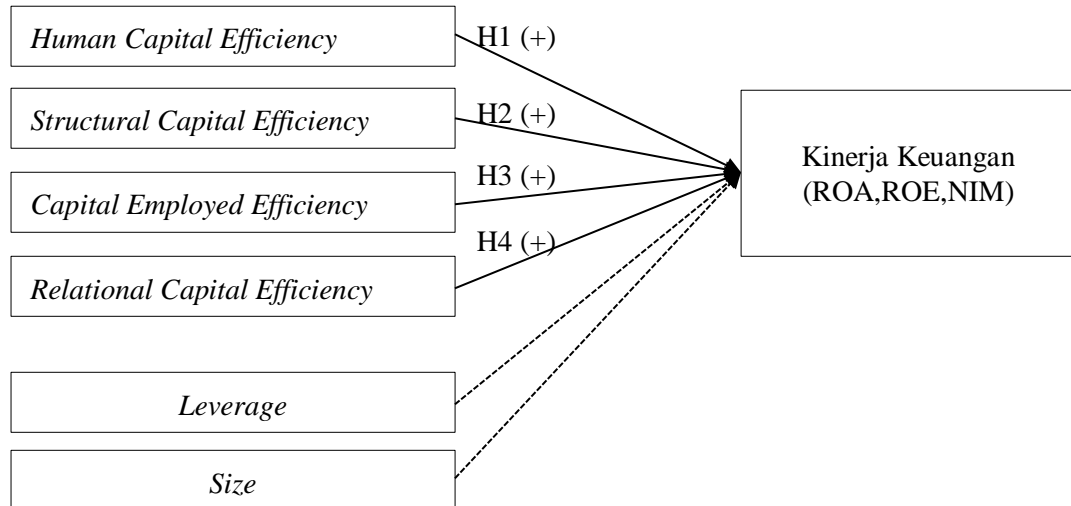 Human Capital Efficiency
H1 (+)
Structural Capital Efficiency
H2 (+)
Capital Employed Efficiency
H3 (+)
Relational Capital Efficiency
H4 (+)
Leverage
Size
Kinerja Keuangan
(ROA,ROE,NIM)